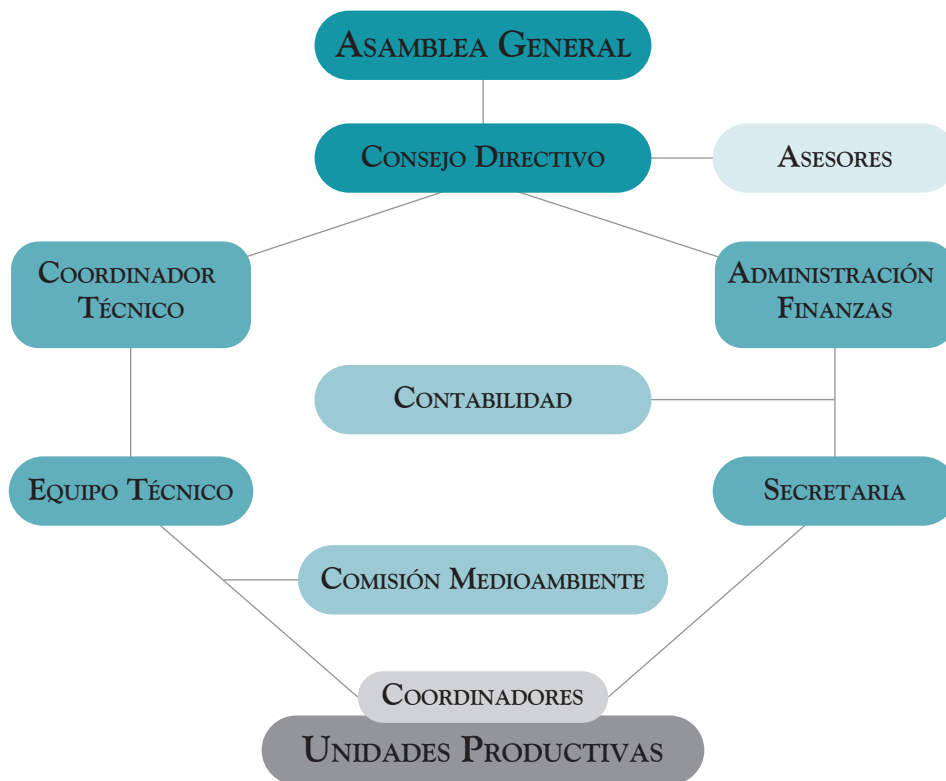 Asamblea General
Consejo Directivo
Asesores
Coordinador
Técnico
Administración
Finanzas
Contabilidad
Equipo Técnico
Secretaria
Comisión Medioambiente
Coordinadores
Unidades Productivas